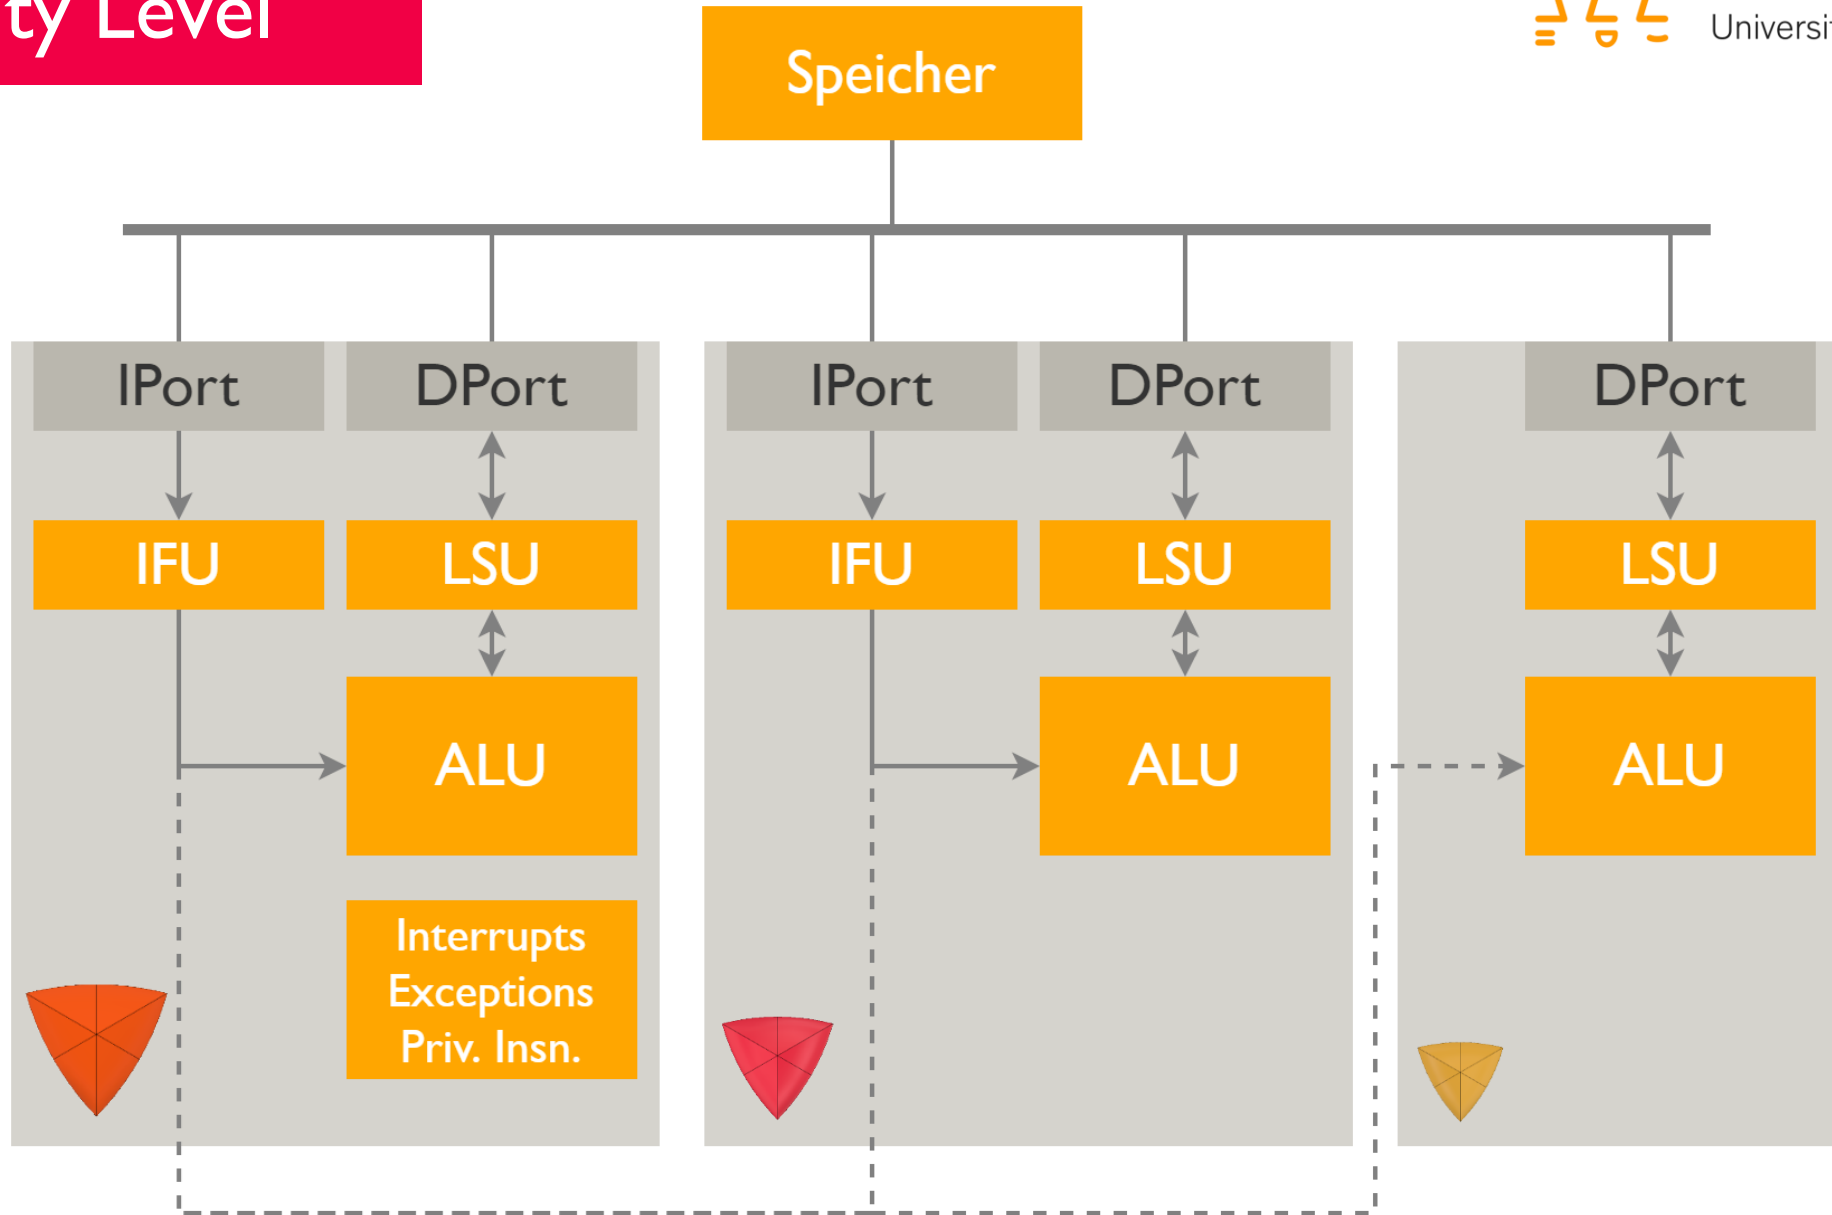 ty Level
Speicher
IPort
DPort
IPort
DPort
DPort
IFU
LSU
IFU
LSU
LSU
ALU
ALU
ALU
Interrupts
Exceptions
Priv. Insn.